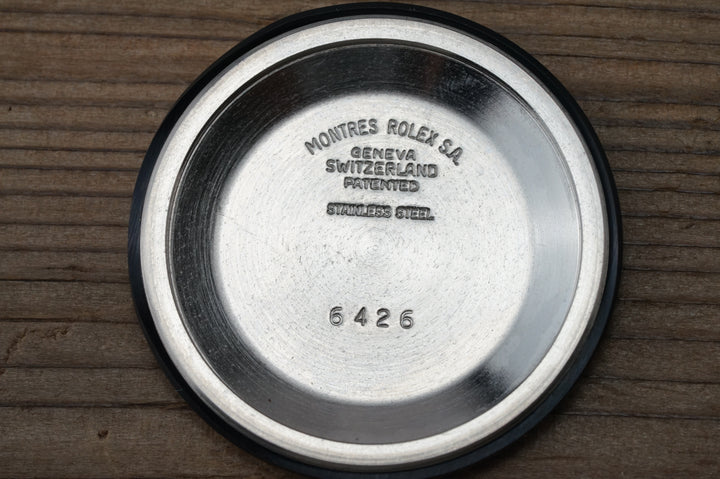 MONTRES ROLEX S.A.
GENEVA
SWITZERLAND
PATENTED
STAINLESS STEEL
6426